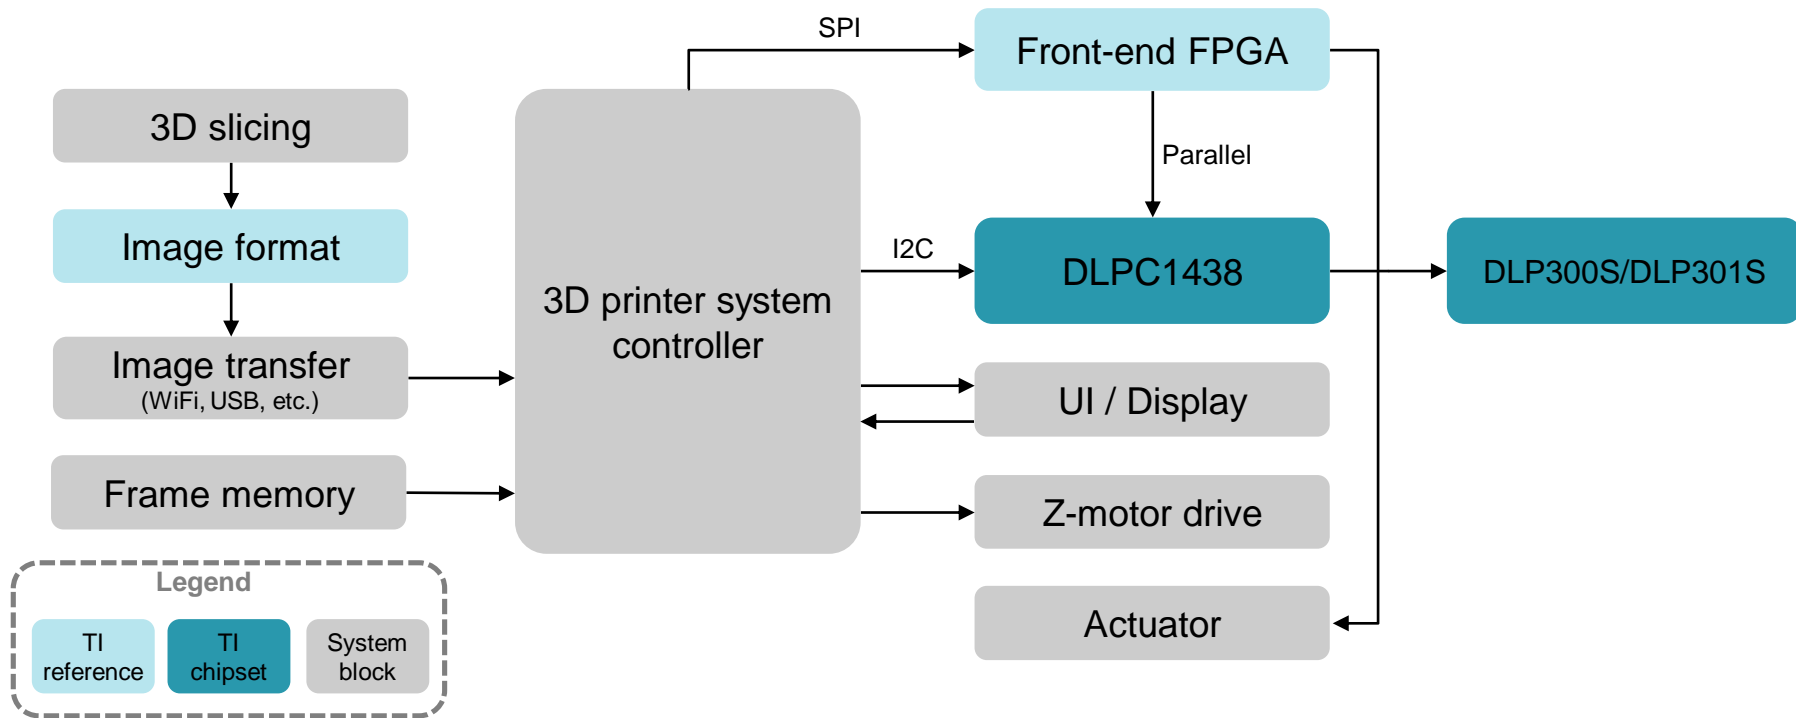 SPI
Front-end FPGA
3D slicing
Parallel
Image format
I2C
DLPC1438
DLP300S/DLP301S
3D printer system
controller
Image transfer
(WiFi, USB, etc.)
UI / Display
Frame memory
Z-motor drive
Actuator
Legend
TI
reference
TI
chipset
System
block